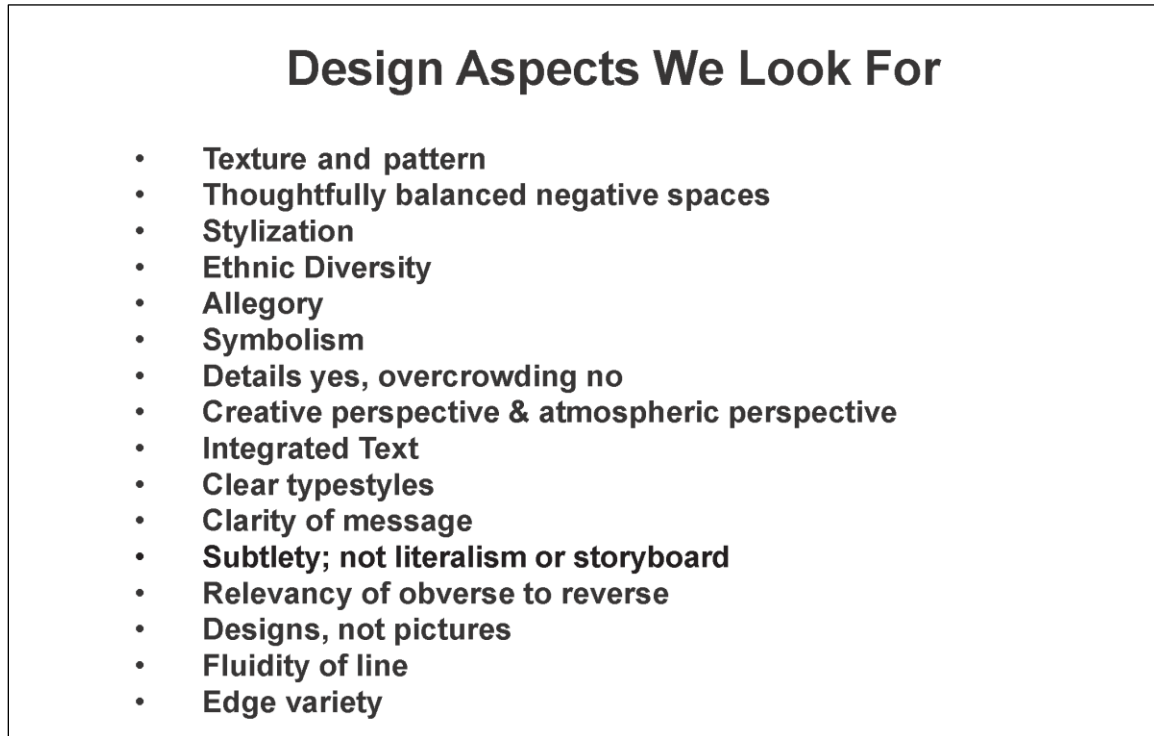 Design Aspects We Look For
• Texture and pattern
• Thoughtfully balanced negative spaces
• Stylization
• Ethnic Diversity
• Allegory
• Symbolism
• Details yes, overcrowding no
• Creative perspective & atmospheric perspective
• Integrated Text
• Clear typestyles
• Clarity of message
• Subtlety; not literalism or storyboard
• Relevancy of obverse to reverse
• Designs, not pictures
• Fluidity of line
• Edge variety